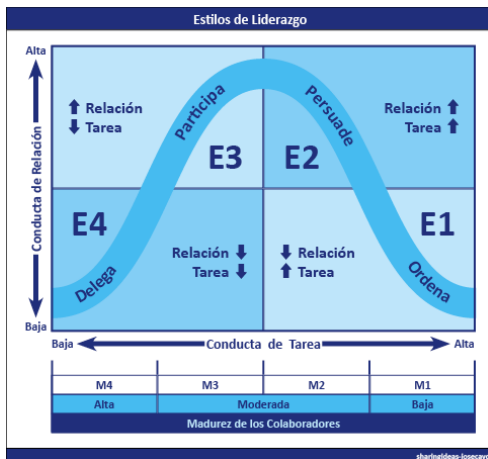 Estilos de Liderazgo
Alta
Conducta de Relación
Baja
Relación
Tarea
Participa
Persuade
Relación
Tarea
E3
E2
E4
E1
Delega
Relación
Tarea
Relación
Tarea
Ordena
Baja
Conducta de Tarea
Alta
M4
M3
M2
M1
Alta
Moderada
Baja
Madurez de los Colaboradores